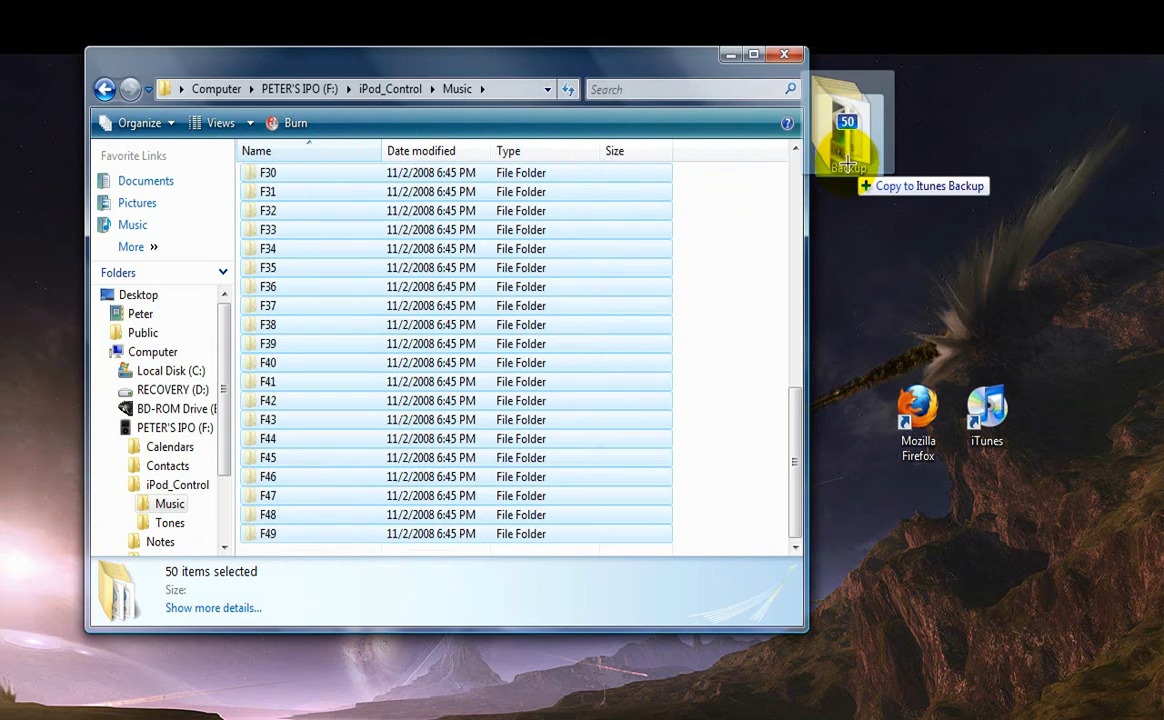 Computer PETER'S IPO (F:) iPod_Control Music
Search
Organize Views Burn
Favorite Links
Documents
Pictures
Music
More »
Folders
Desktop
Peter
Public
Computer
Local Disk (C:)
RECOVERY (D:)
BD-ROM Drive (E
PETER'S IPO (F:)
Calendars
Contacts
iPod_Control
Music
Tones
Notes
Name Date modified Type Size
F30 11/2/2008 6:45 PM File Folder
F31 11/2/2008 6:45 PM File Folder
F32 11/2/2008 6:45 PM File Folder
F33 11/2/2008 6:45 PM File Folder
F34 11/2/2008 6:45 PM File Folder
F35 11/2/2008 6:45 PM File Folder
F36 11/2/2008 6:45 PM File Folder
F37 11/2/2008 6:45 PM File Folder
F38 11/2/2008 6:45 PM File Folder
F39 11/2/2008 6:45 PM File Folder
F40 11/2/2008 6:45 PM File Folder
F41 11/2/2008 6:45 PM File Folder
F42 11/2/2008 6:45 PM File Folder
F43 11/2/2008 6:45 PM File Folder
F44 11/2/2008 6:45 PM File Folder
F45 11/2/2008 6:45 PM File Folder
F46 11/2/2008 6:45 PM File Folder
F47 11/2/2008 6:45 PM File Folder
F48 11/2/2008 6:45 PM File Folder
F49 11/2/2008 6:45 PM File Folder
50 items selected
Size:
Show more details...
50
Backup
Copy to Itunes Backup
Mozilla
Firefox
iTunes